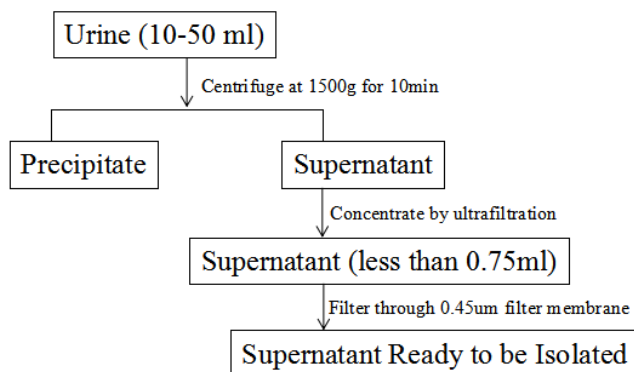 Urine (10-50 ml)
Centrifuge at 1500g for 10min
Precipitate
Supernatant
Concentrate by ultrafiltration
Supernatant (less than 0.75ml)
Filter through 0.45um filter membrane
Supernatant Ready to be Isolated